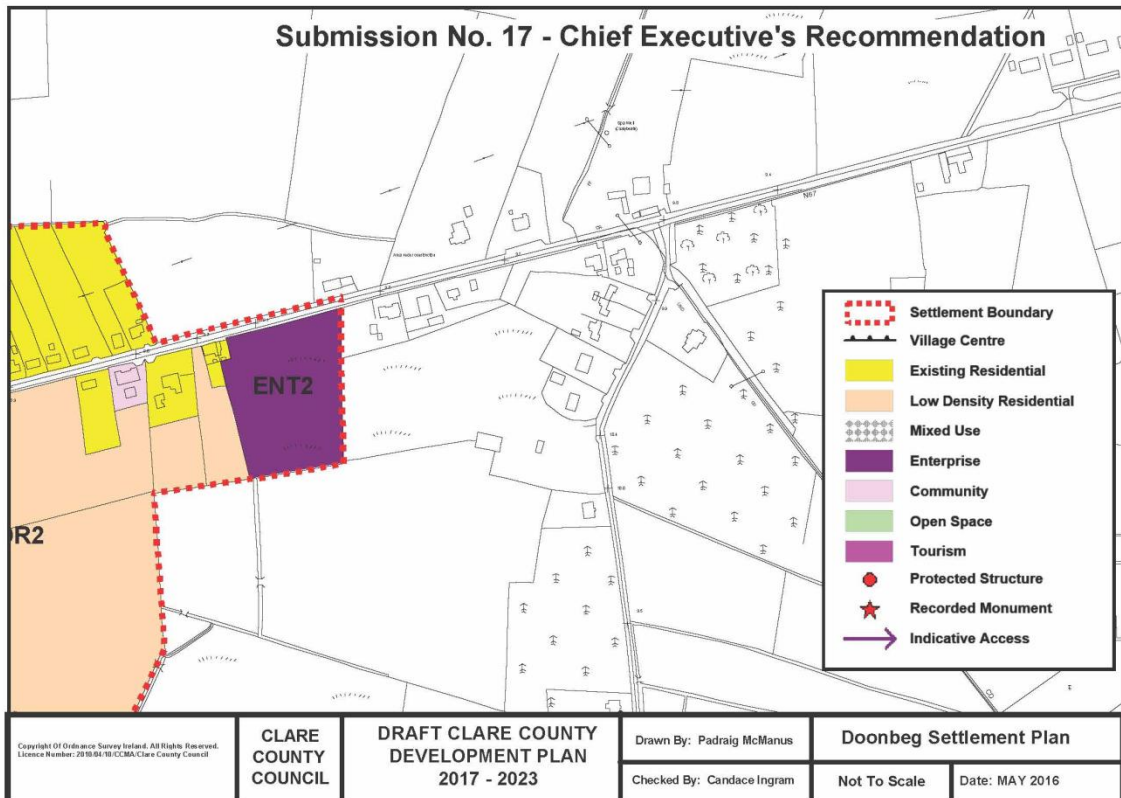 Submission No. 17 - Chief Executive's Recommendation
N67
ENT2
DR2
Settlement Boundary
Village Centre
Existing Residential
Low Density Residential
Mixed Use
Enterprise
Community
Open Space
Tourism
Protected Structure
Recorded Monument
Indicative Access
CD
Copyright Of Ordnance Survey Ireland. All Rights Reserved.
Licence Number: 2010/04/10/CCMA/Clare County Council
CLARE
COUNTY
COUNCIL
DRAFT CLARE COUNTY
DEVELOPMENT PLAN
2017 - 2023
Drawn By: Padraig McManus
Checked By: Candace Ingram
Doonbeg Settlement Plan
Not To Scale
Date: MAY 2016